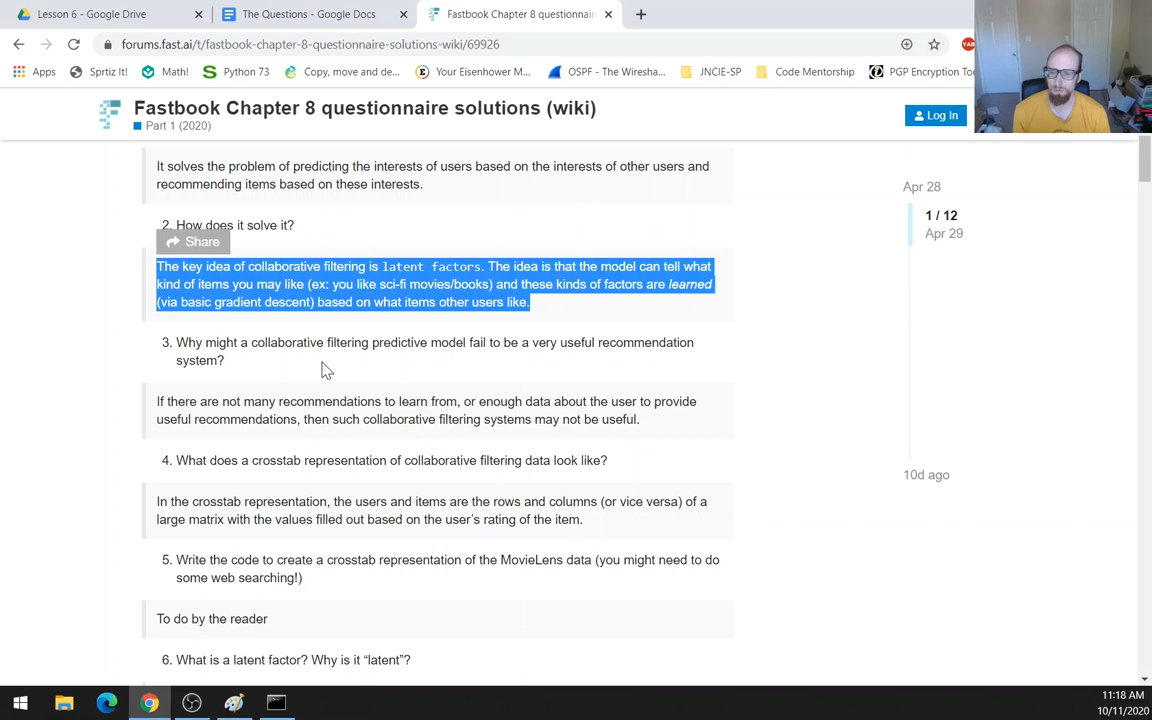 Lesson 6 - Google Drive
The Questions - Google Docs
Fastbook Chapter 8 questionnair
forums.fast.ai/t/fastbook-chapter-8-questionnaire-solutions-wiki/69926
Apps
Sprtiz It!
Math!
Python 73
Copy, move and de...
Your Eisenhower M...
OSPF - The Wiresha...
JNCIE-SP
Code Mentorship
PGP Encryption Too
Fastbook Chapter 8 questionnaire solutions (wiki)
Part 1 (2020)
Log In
It solves the problem of predicting the interests of users based on the interests of other users and
recommending items based on these interests.
2. How does it solve it?
Share
The key idea of collaborative filtering is latent factors. The idea is that the model can tell what
kind of items you may like (ex: you like sci-fi movies/books) and these kinds of factors are learned
(via basic gradient descent) based on what items other users like.
3. Why might a collaborative filtering predictive model fail to be a very useful recommendation
system?
If there are not many recommendations to learn from, or enough data about the user to provide
useful recommendations, then such collaborative filtering systems may not be useful.
4. What does a crosstab representation of collaborative filtering data look like?
In the crosstab representation, the users and items are the rows and columns (or vice versa) of a
large matrix with the values filled out based on the user's rating of the item.
5. Write the code to create a crosstab representation of the MovieLens data (you might need to do
some web searching!)
To do by the reader
6. What is a latent factor? Why is it “latent”?
Apr 28
1 / 12
Apr 29
10d ago
11:18 AM
10/11/2020